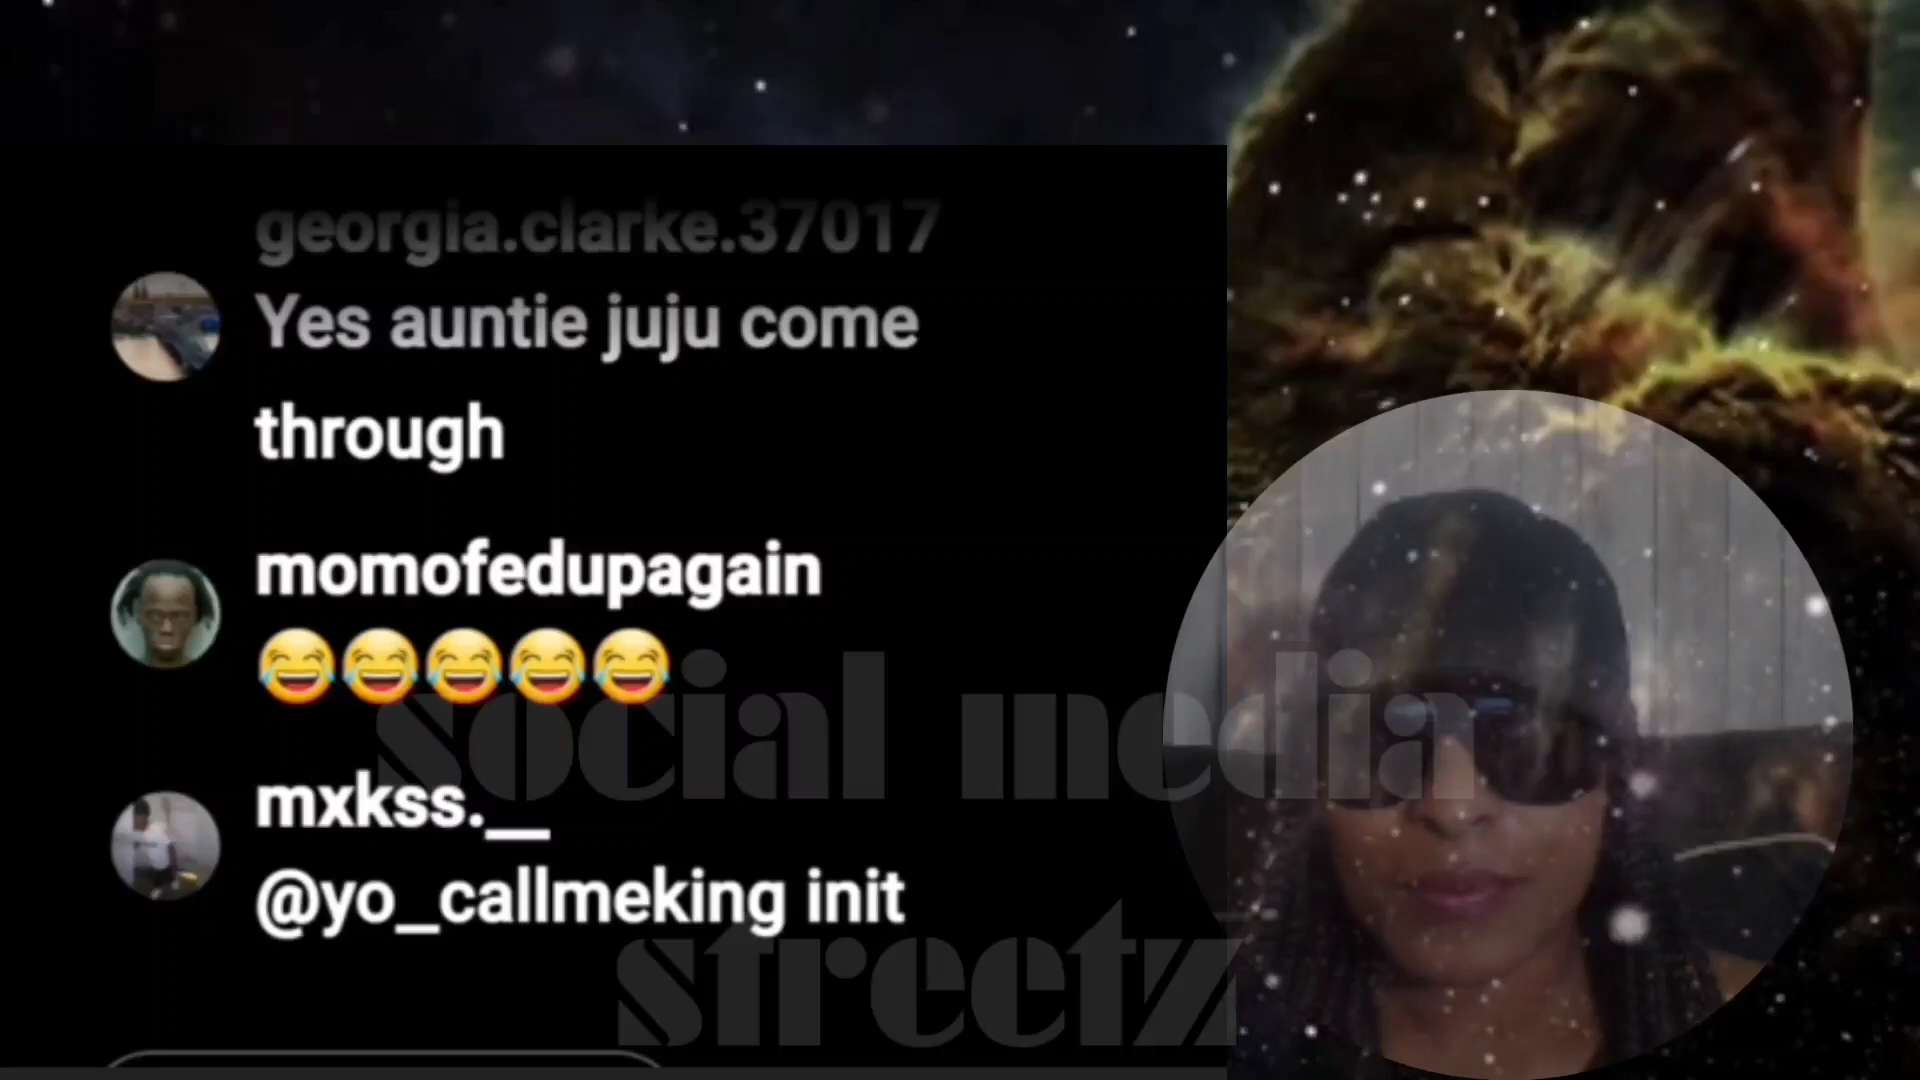 georgia.clarke.37017
Yes auntie juju come
through
momofedupagain
😂😂😂😂😂
mxkss.__
@yo_callmeking init
social media
streetz